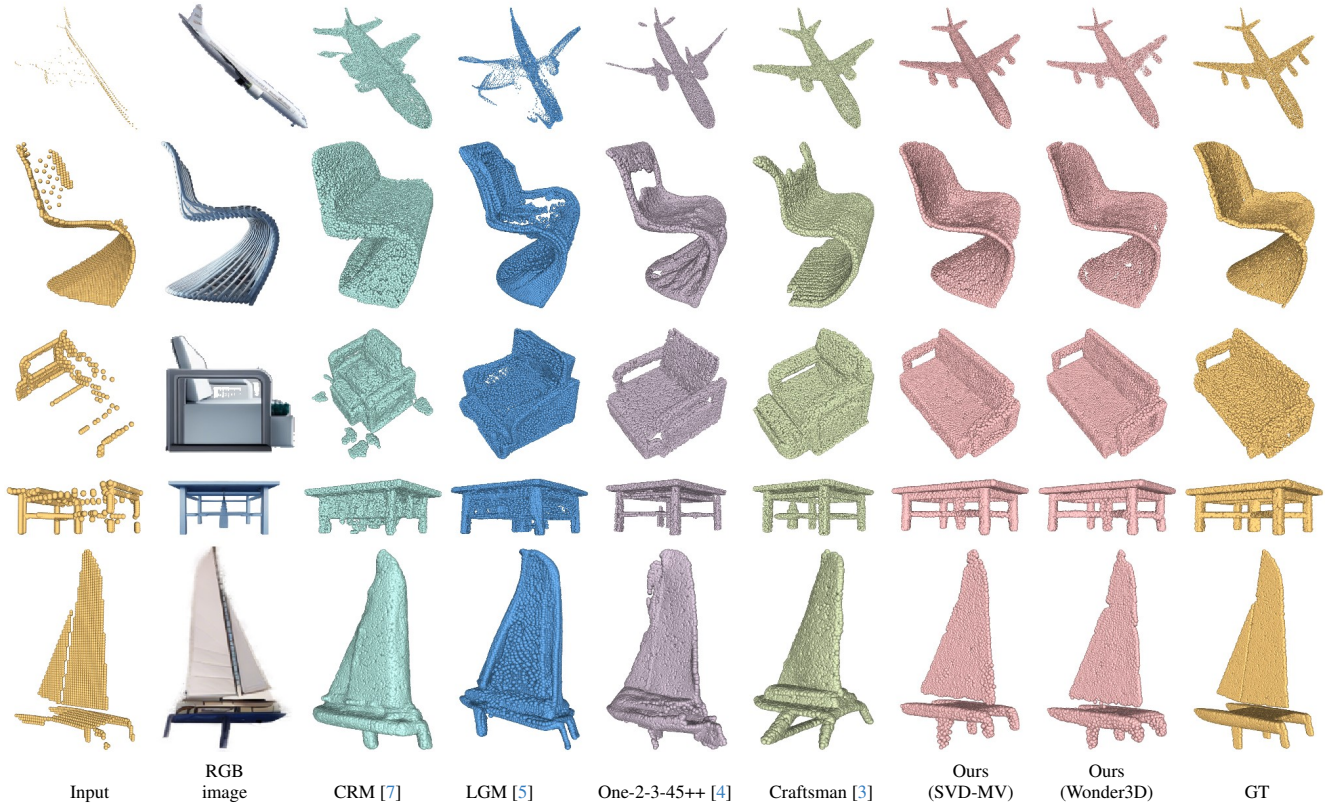 Input
RGB
image
CRM [7]
LGM [5]
One-2-3-45++ [4]
Craftsman [3]
Ours
(SVD-MV)
Ours
(Wonder3D)
GT